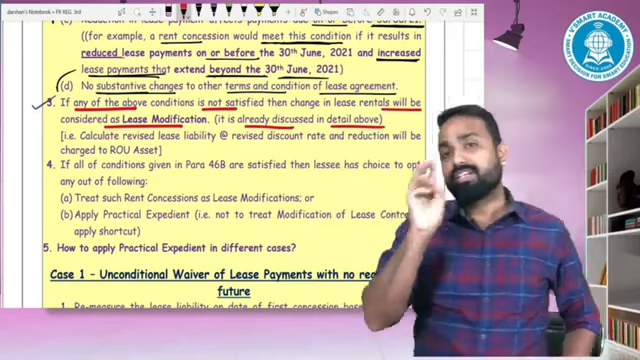 darshan's Notebook » FR REG. 3rd
(c) Reduction in lease payment affects payments due on or before
((for example, a rent concession would meet this condition if it results in
reduced lease payments on or before the 30th June, 2021 and increased
lease payments that extend beyond the 30th June, 2021)
(d) No substantive changes to other terms and condition of lease agreement.
3. If any of the above conditions is not satisfied then change in lease rentals will be
considered as Lease Modification. (it is already discussed in detail above)
[i.e. Calculate revised lease liability @ revised discount rate and reduction will be
charged to ROU Asset]
4. If all of conditions given in Para 46B are satisfied then lessee has choice to opt
any out of following:
(a) Treat such Rent Concessions as Lease Modifications; or
(b) Apply Practical Expedient (i.e. not to treat Modification of Lease
apply shortcut)
5. How to apply Practical Expedient in different cases?
Case 1 – Unconditional Waiver of Lease Payments with no
future
1. Re-measure the lease liability on date of first concession
V'SMART ACADEMY
SMART DECISION FOR SMART EDUCATION